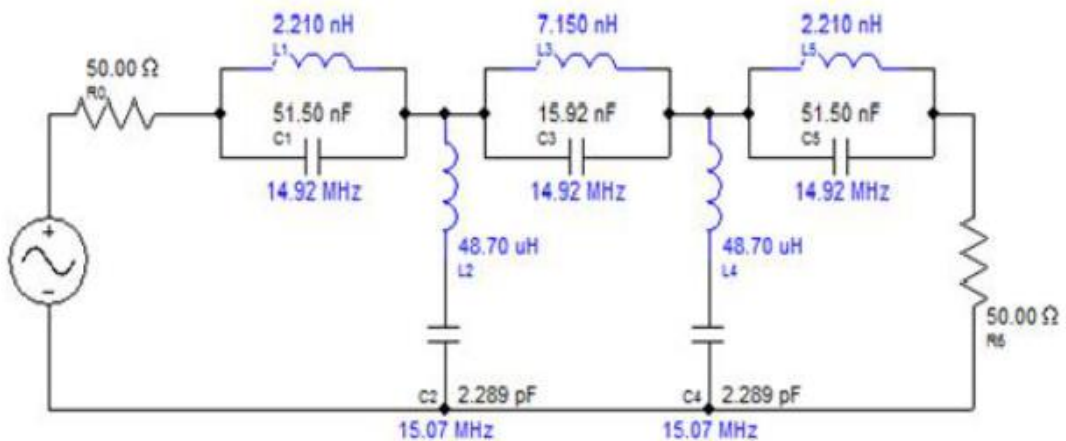 2.210 nH
L1
7.150 nH
L3
2.210 nH
L5
50.00 Ω
R0
51.50 nF
C1
15.92 nF
C3
51.50 nF
C5
14.92 MHz
14.92 MHz
14.92 MHz
+
−
48.70 uH
L2
48.70 uH
L4
50.00 Ω
R6
C2 2.289 pF
C4 2.289 pF
15.07 MHz
15.07 MHz